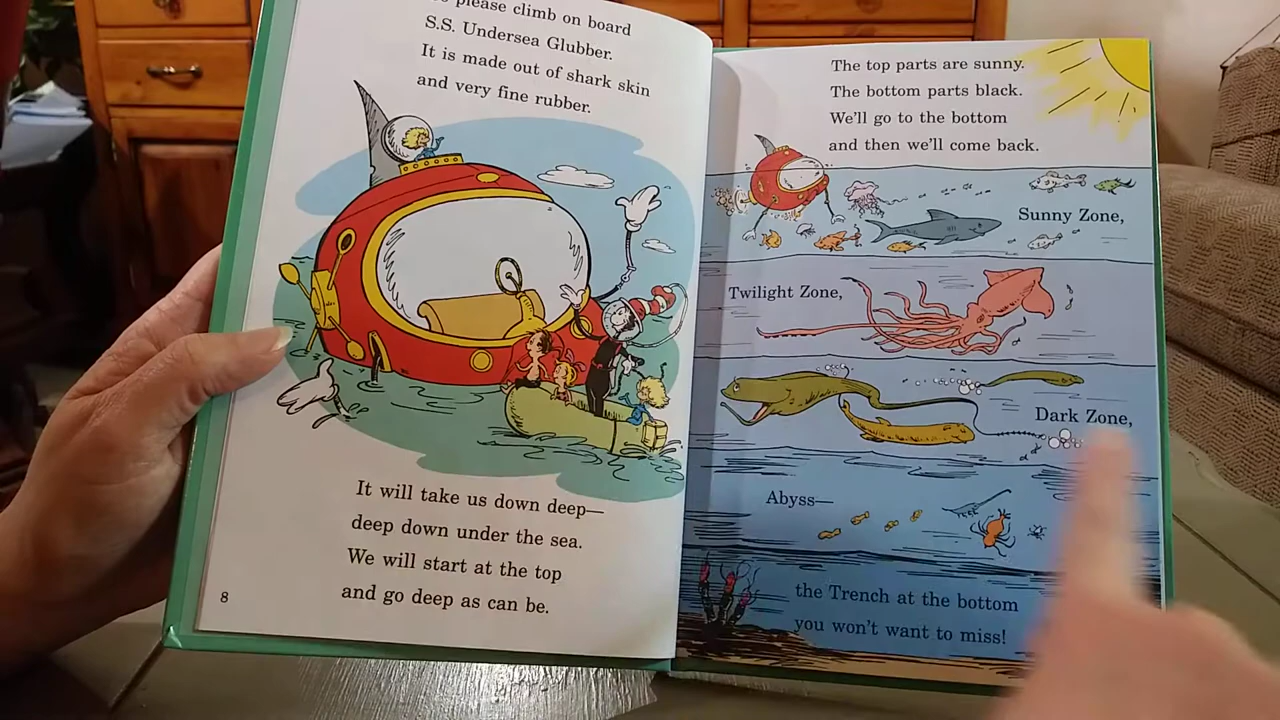 please climb on board
S.S. Undersea Glubber.
It is made out of shark skin
and very fine rubber.
It will take us down deep—
deep down under the sea.
We will start at the top
and go deep as can be.
8
The top parts are sunny.
The bottom parts black.
We'll go to the bottom
and then we'll come back.
Sunny Zone,
Twilight Zone,
Dark Zone,
Abyss—
the Trench at the bottom
you won't want to miss!